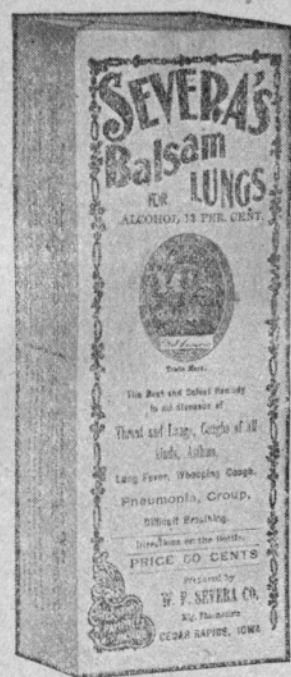 SEVERA'S
Balsam
FOR LUNGS
ALCOHOL, 12 PER CENT.
Trade Mark.
The Best and Safest Remedy
in all diseases of
Throat and Lungs, Coughs of all
kinds, Asthma,
Lung Fever, Whooping Cough,
Pneumonia, Croup,
Difficult Breathing.
Directions on the Bottle.
PRICE 50 CENTS
Prepared by
W. F. SEVERA CO.
Mfg. Pharmacists
CEDAR RAPIDS, IOWA